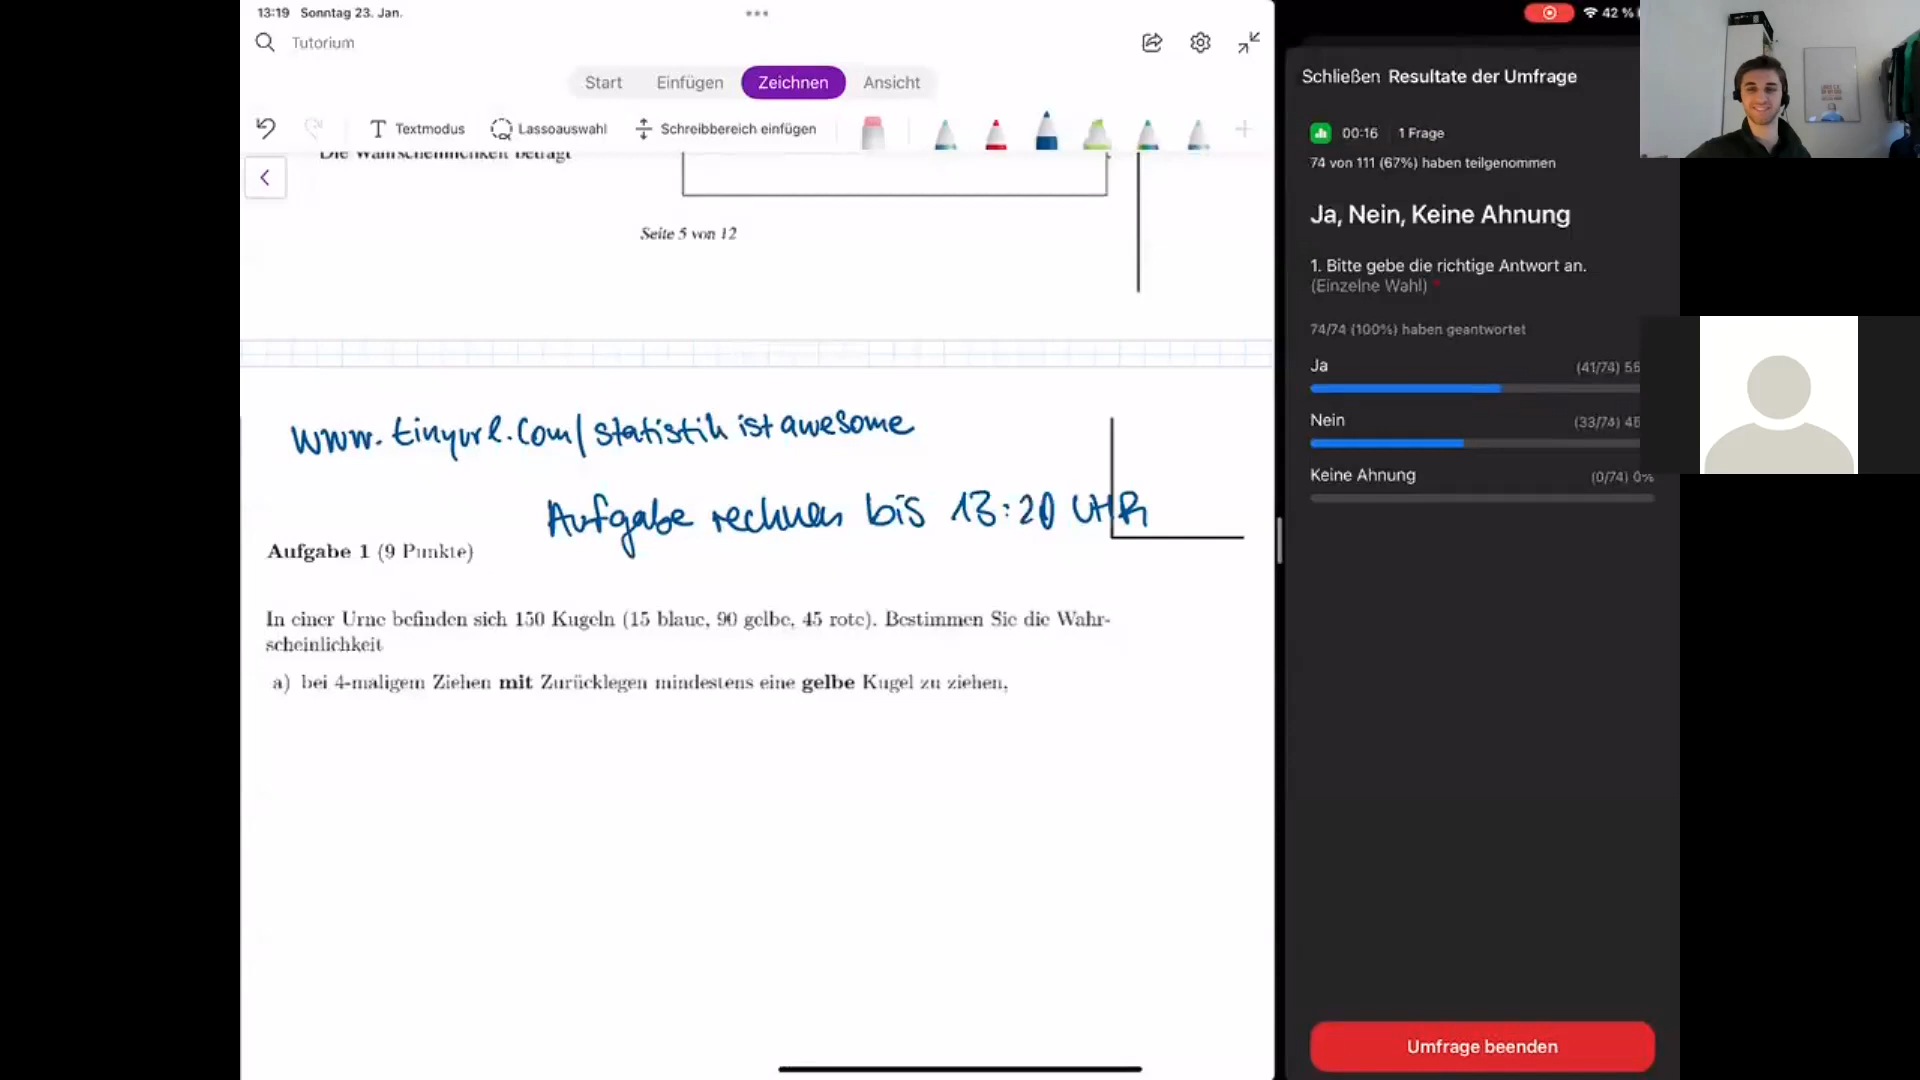 13:19 Sonntag 23. Jan.
42 %
Tutorium
Start Einfügen Zeichnen Ansicht
Textmodus Lassoauswahl Schreibbereich einfügen
Die Wahrscheinlichkeit beträgt
Seite 5 von 12
www.tinyurl.com/statistikistawesome
Aufgabe rechnen bis 13:20 UHR
Aufgabe 1 (9 Punkte)
In einer Urne befinden sich 150 Kugeln (15 blaue, 90 gelbe, 45 rote). Bestimmen Sie die Wahr-
scheinlichkeit
a) bei 4-maligem Ziehen mit Zurücklegen mindestens eine gelbe Kugel zu ziehen,
Schließen Resultate der Umfrage
00:16 1 Frage
74 von 111 (67%) haben teilgenommen
Ja, Nein, Keine Ahnung
1. Bitte gebe die richtige Antwort an.
(Einzelne Wahl) *
74/74 (100%) haben geantwortet
Ja (41/74)
Nein (33/74)
Keine Ahnung (0/74) 0%
Umfrage beenden